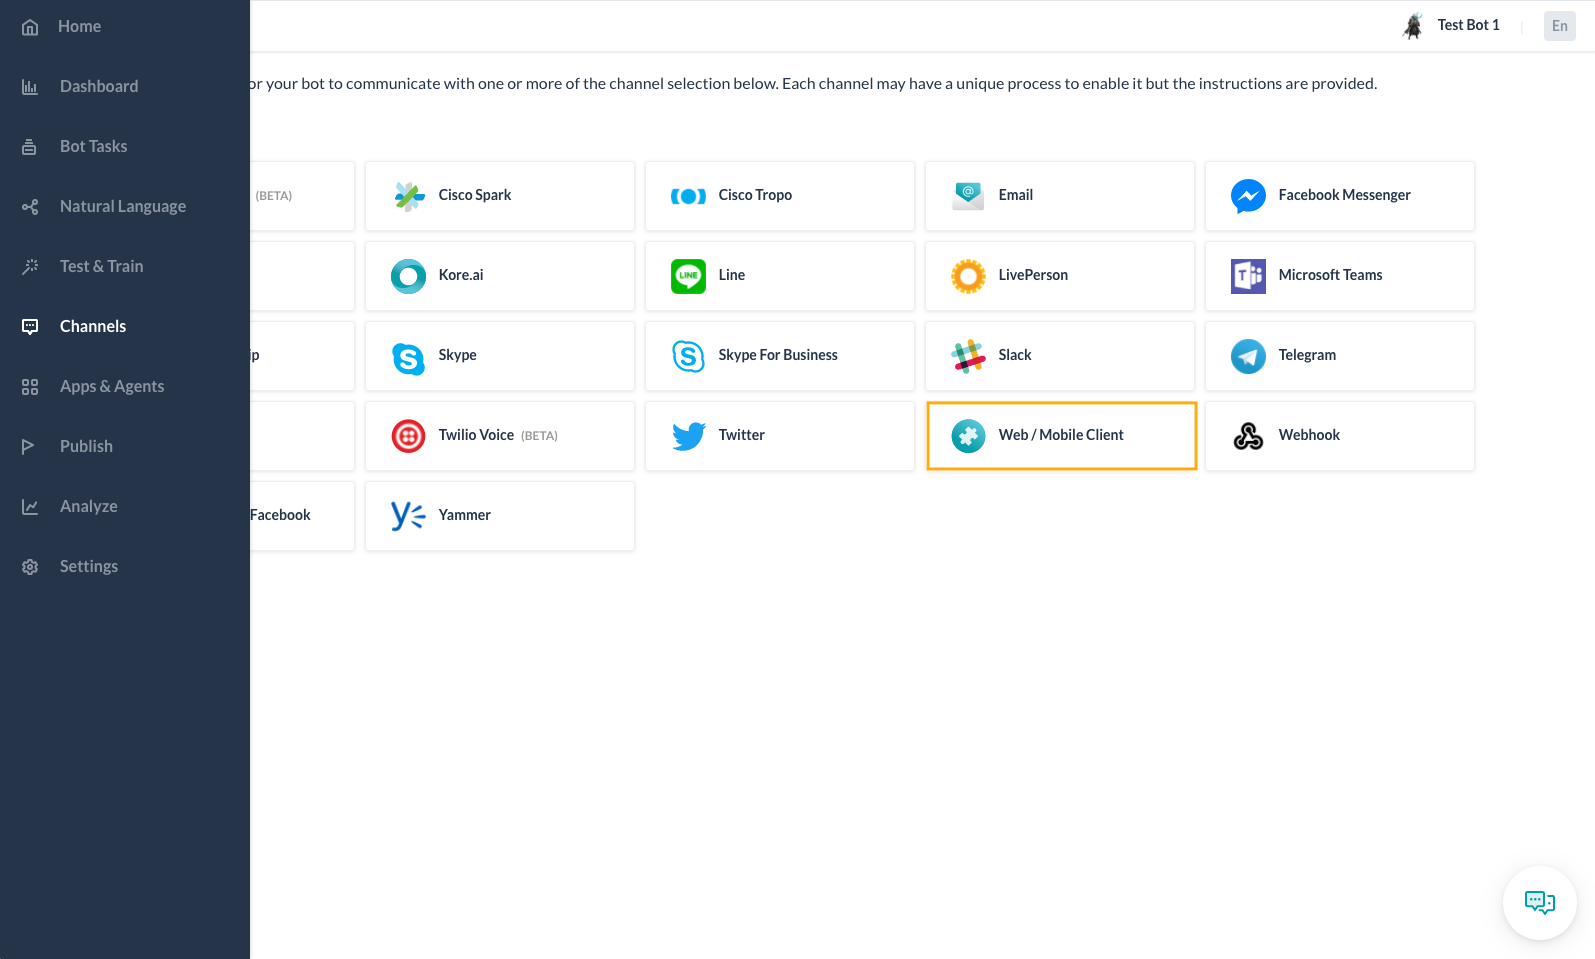 Home
Test Bot 1
En
Dashboard
or your bot to communicate with one or more of the channel selection below. Each channel may have a unique process to enable it but the instructions are provided.
Bot Tasks
(BETA)
Cisco Spark
Cisco Tropo
@
Email
Facebook Messenger
Natural Language
Test & Train
Kore.ai
LINE
Line
LivePerson
T
Microsoft Teams
Channels
ip
S
Skype
S
Skype For Business
Slack
Telegram
Apps & Agents
Twilio Voice (BETA)
Twitter
Web / Mobile Client
Webhook
Publish
Analyze
Facebook
Yammer
Settings